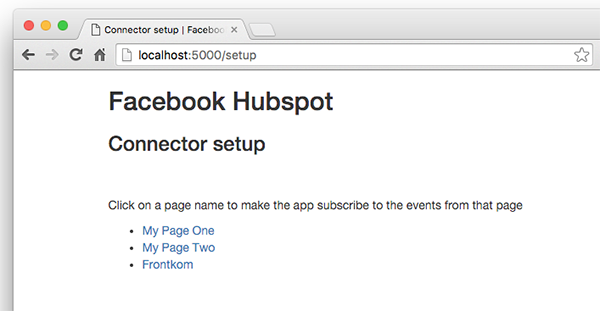 Connector setup | Faceboo
localhost:5000/setup
Facebook Hubspot
Connector setup
Click on a page name to make the app subscribe to the events from that page
My Page One
My Page Two
Frontkom